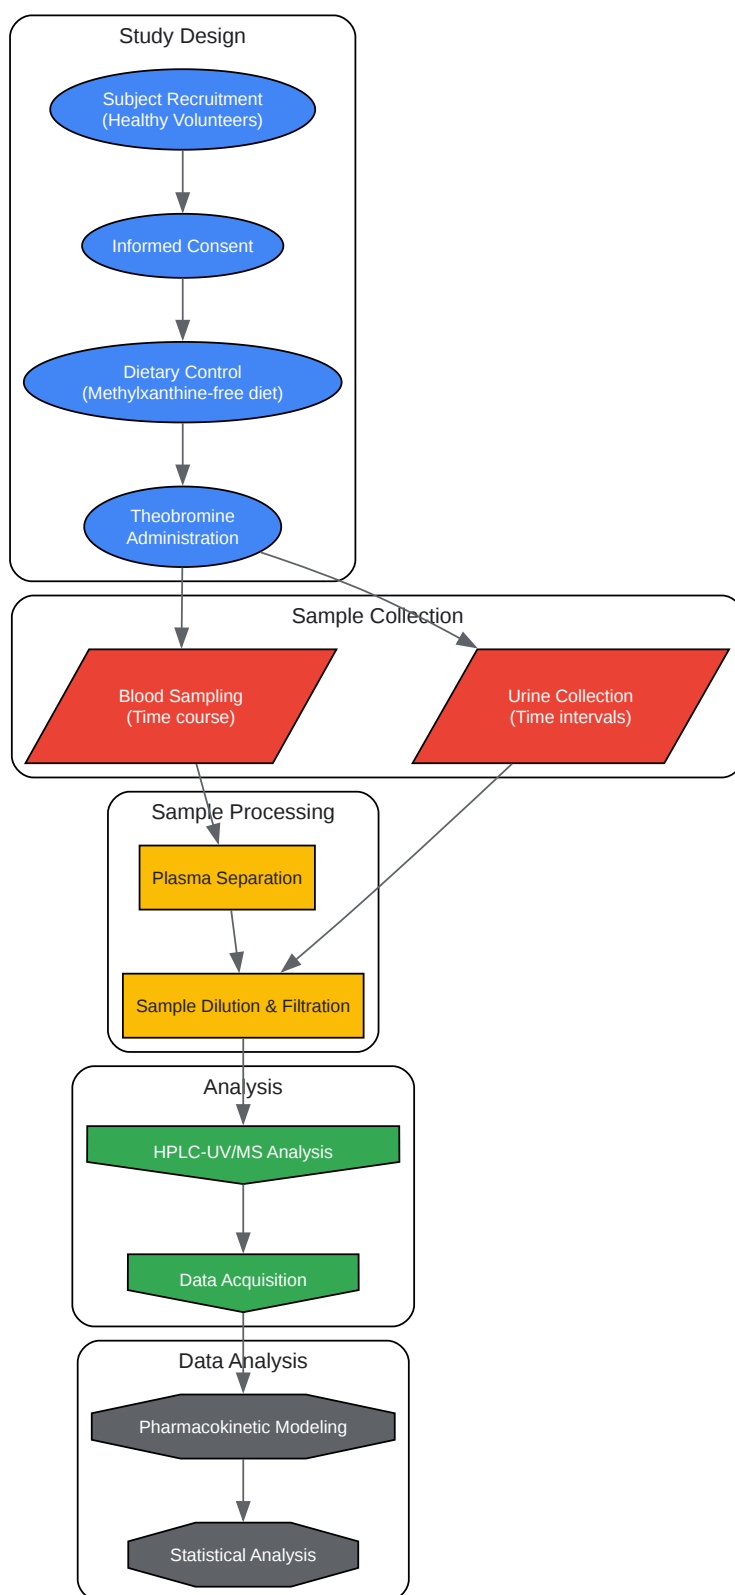 Study Design
Subject Recruitment
(Healthy Volunteers)
Informed Consent
Dietary Control
(Methylxanthine-free diet)
Theobromine
Administration
Sample Collection
Blood Sampling
(Time course)
Urine Collection
(Time intervals)
Sample Processing
Plasma Separation
Sample Dilution & Filtration
Analysis
HPLC-UV/MS Analysis
Data Acquisition
Data Analysis
Pharmacokinetic Modeling
Statistical Analysis